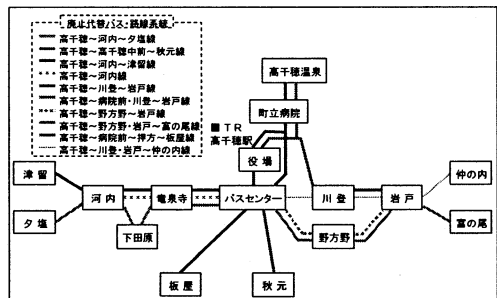 廃止代替バス・路線系統
高千穂〜河内〜夕塩線
高千穂〜高千穂中前〜秋元線
高千穂〜河内〜津留線
高千穂〜河内線
高千穂〜川登〜岩戸線
高千穂〜病院前・川登〜岩戸線
高千穂〜野方野〜岩戸線
高千穂〜野方野・岩戸〜富の尾線
高千穂〜病院前〜押方〜板屋線
高千穂〜川登・岩戸〜仲の内線
高千穂温泉
町立病院
■TR
高千穂駅
役場
津留
仲の内
河内
竜泉寺
バスセンター
川登
岩戸
夕塩
下田原
野方野
富の尾
板屋
秋元